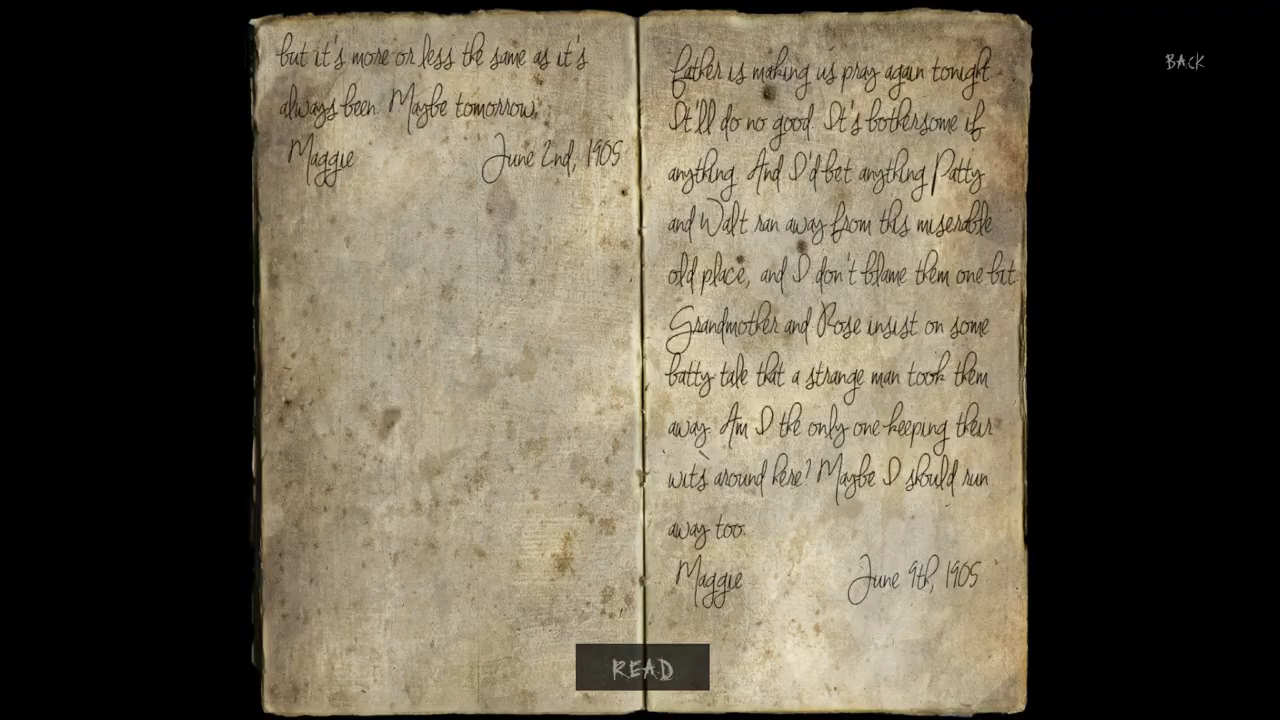 but it's more or less the same as it's
always been. Maybe tomorrow.
Maggie June 2nd, 1905
Father is making us pray again tonight
It'll do no good. It's bothersome if
anything. And I'd bet anything Patty
and Walt ran away from this miserable
old place, and I don't blame them one bit
Grandmother and Rose insist on some
batty tale that a strange man took them
away. Am I the only one keeping their
wits around here? Maybe I should run
away too.
Maggie June 9th, 1905
BACK
READ